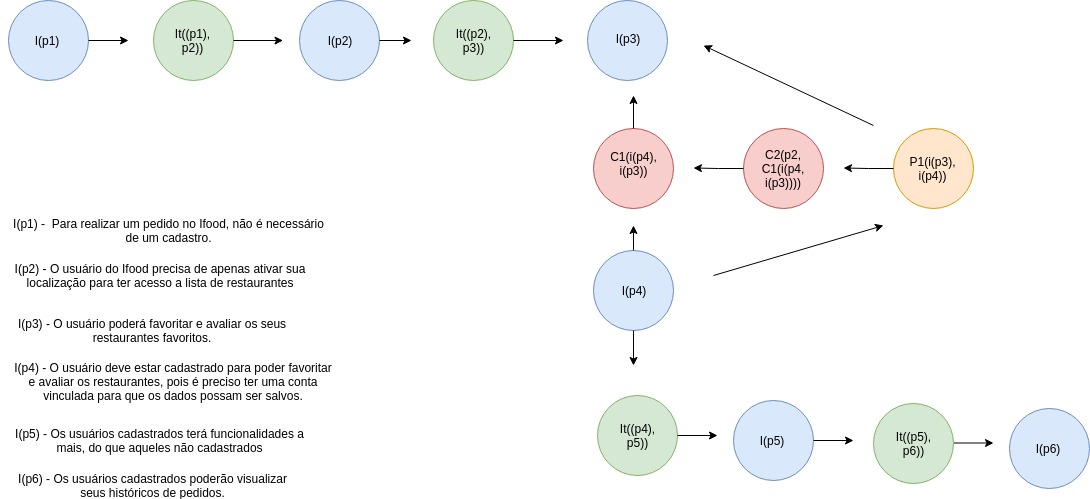 I(p1)
It((p1),
p2))
I(p2)
It((p2),
p3))
I(p3)
C1(i(p4),
i(p3))
C2(p2,
C1(i(p4,
i(p3))))
P1(i(p3),
i(p4))
I(p4)
It((p4),
p5))
I(p5)
It((p5),
p6))
I(p6)
I(p1) - Para realizar um pedido no Ifood, não é necessário
de um cadastro.
I(p2) - O usuário do Ifood precisa de apenas ativar sua
localização para ter acesso a lista de restaurantes
I(p3) - O usuário poderá favoritar e avaliar os seus
restaurantes favoritos.
I(p4) - O usuário deve estar cadastrado para poder favoritar
e avaliar os restaurantes, pois é preciso ter uma conta
vinculada para que os dados possam ser salvos.
I(p5) - Os usuários cadastrados terá funcionalidades a
mais, do que aqueles não cadastrados
I(p6) - Os usuários cadastrados poderão visualizar
seus históricos de pedidos.